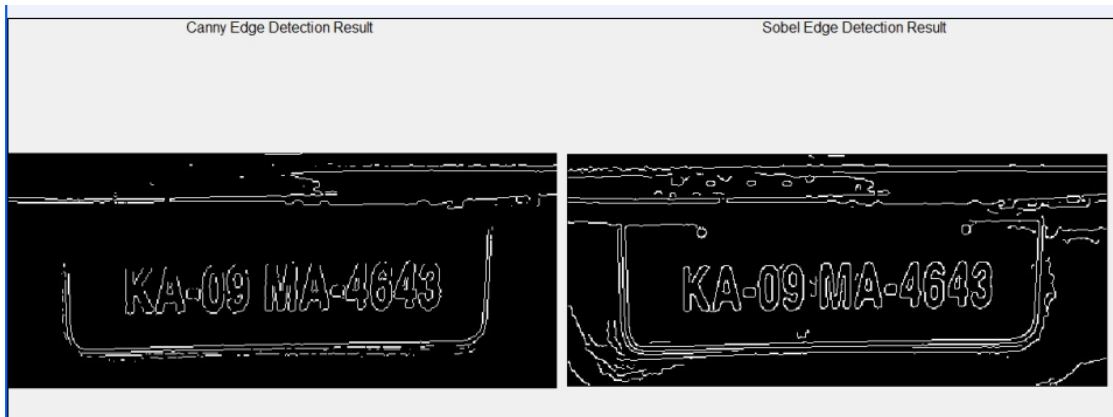 Canny Edge Detection Result
Sobel Edge Detection Result
KA-09 MA-4643
KA-09 MA-4643